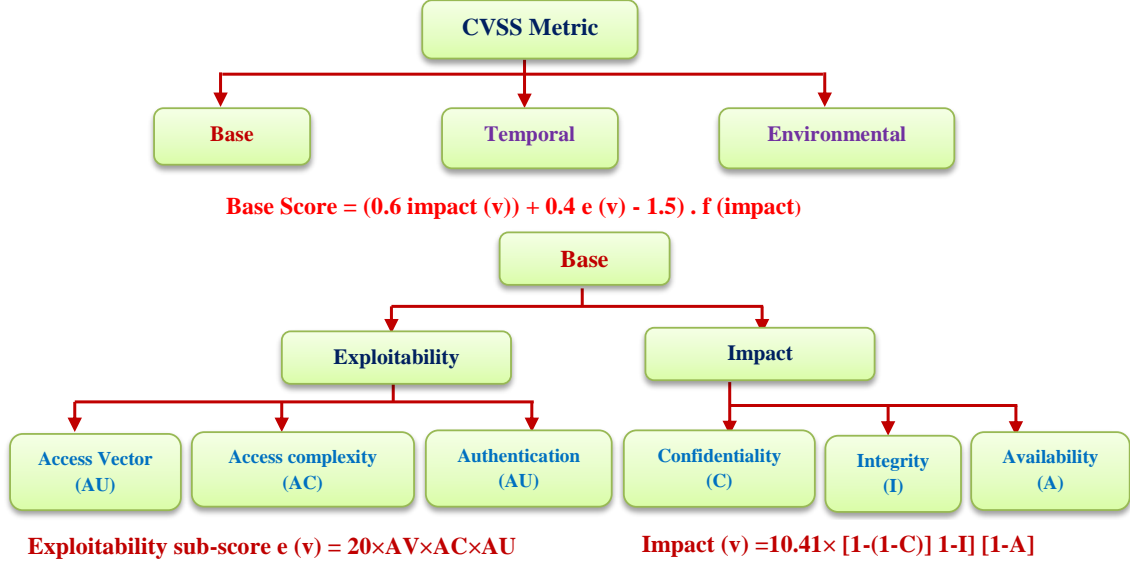 CVSS Metric
Base
Temporal
Environmental
Base Score = (0.6 impact (v)) + 0.4 e (v) - 1.5) . f (impact)
Base
Exploitability
Impact
Access Vector
(AU)
Access complexity
(AC)
Authentication
(AU)
Confidentiality
(C)
Integrity
(I)
Availability
(A)
Exploitability sub-score e (v) = 20×AV×AC×AU
Impact (v) =10.41× [1-(1-C)] 1-I] [1-A]